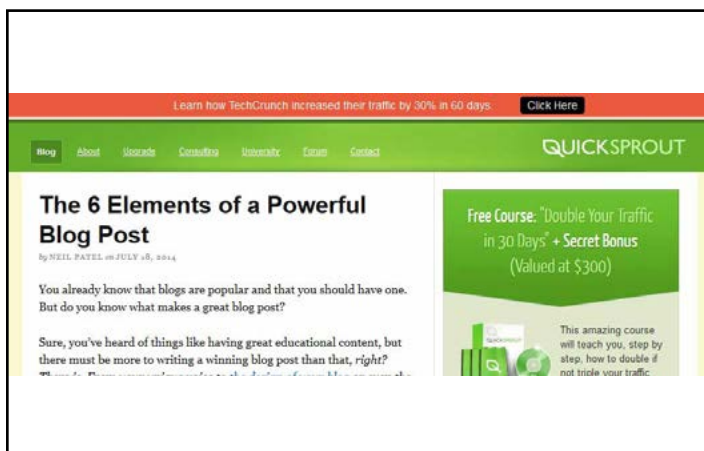 Learn how TechCrunch increased their traffic by 30% in 60 days. Click Here
Blog About Upgrade Consulting University Forum Contact QUICKSPROUT
The 6 Elements of a Powerful
Blog Post
by NEIL PATEL on JULY 18, 2014
You already know that blogs are popular and that you should have one.
But do you know what makes a great blog post?
Sure, you've heard of things like having great educational content, but
there must be more to writing a winning blog post than that, right?
Free Course: "Double Your Traffic
in 30 Days" + Secret Bonus
(Valued at $300)
QUICKSPROUT
This amazing course
will teach you, step by
step, how to double if
not triple your traffic